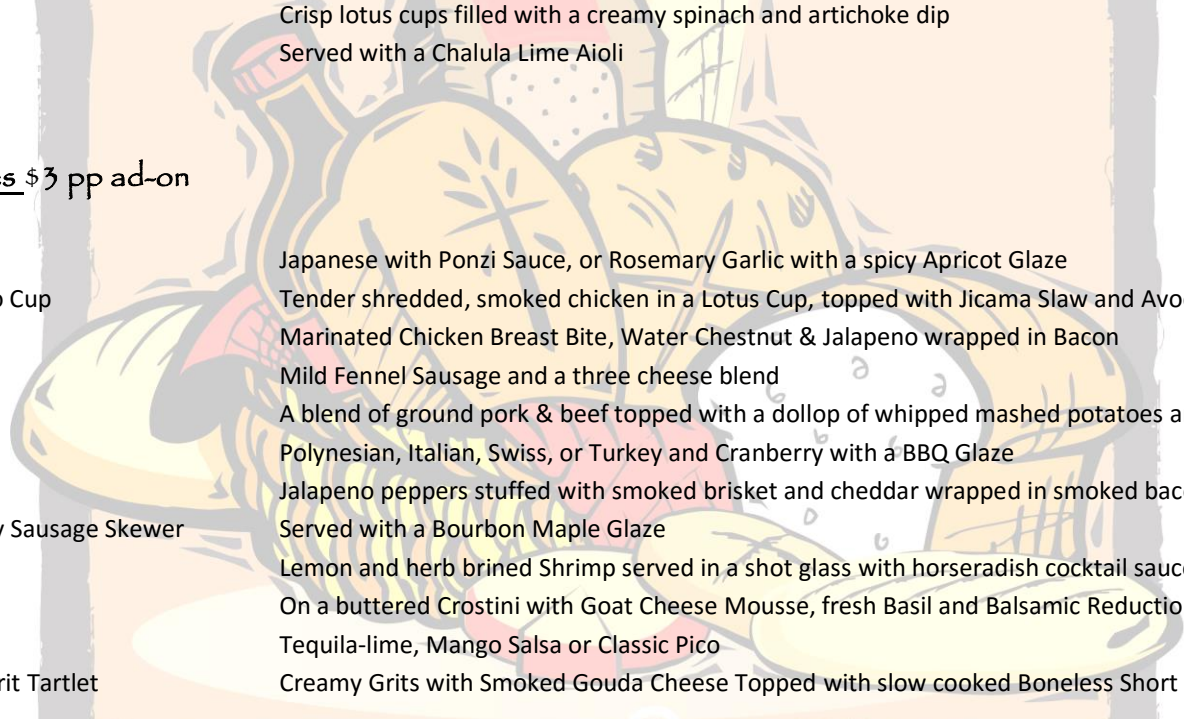 Crisp lotus cups filled with a creamy spinach and artichoke dip
Served with a Chalula Lime Aioli
es $3 pp ad-on
Japanese with Ponzi Sauce, or Rosemary Garlic with a spicy Apricot Glaze
o Cup Tender shredded, smoked chicken in a Lotus Cup, topped with Jicama Slaw and Avo
Marinated Chicken Breast Bite, Water Chestnut & Jalapeno wrapped in Bacon
Mild Fennel Sausage and a three cheese blend
A blend of ground pork & beef topped with a dollop of whipped mashed potatoes a
Polynesian, Italian, Swiss, or Turkey and Cranberry with a BBQ Glaze
Jalapeno peppers stuffed with smoked brisket and cheddar wrapped in smoked bac
y Sausage Skewer Served with a Bourbon Maple Glaze
Lemon and herb brined Shrimp served in a shot glass with horseradish cocktail sauc
On a buttered Crostini with Goat Cheese Mousse, fresh Basil and Balsamic Reductio
Tequila-lime, Mango Salsa or Classic Pico
rit Tartlet Creamy Grits with Smoked Gouda Cheese Topped with slow cooked Boneless Short